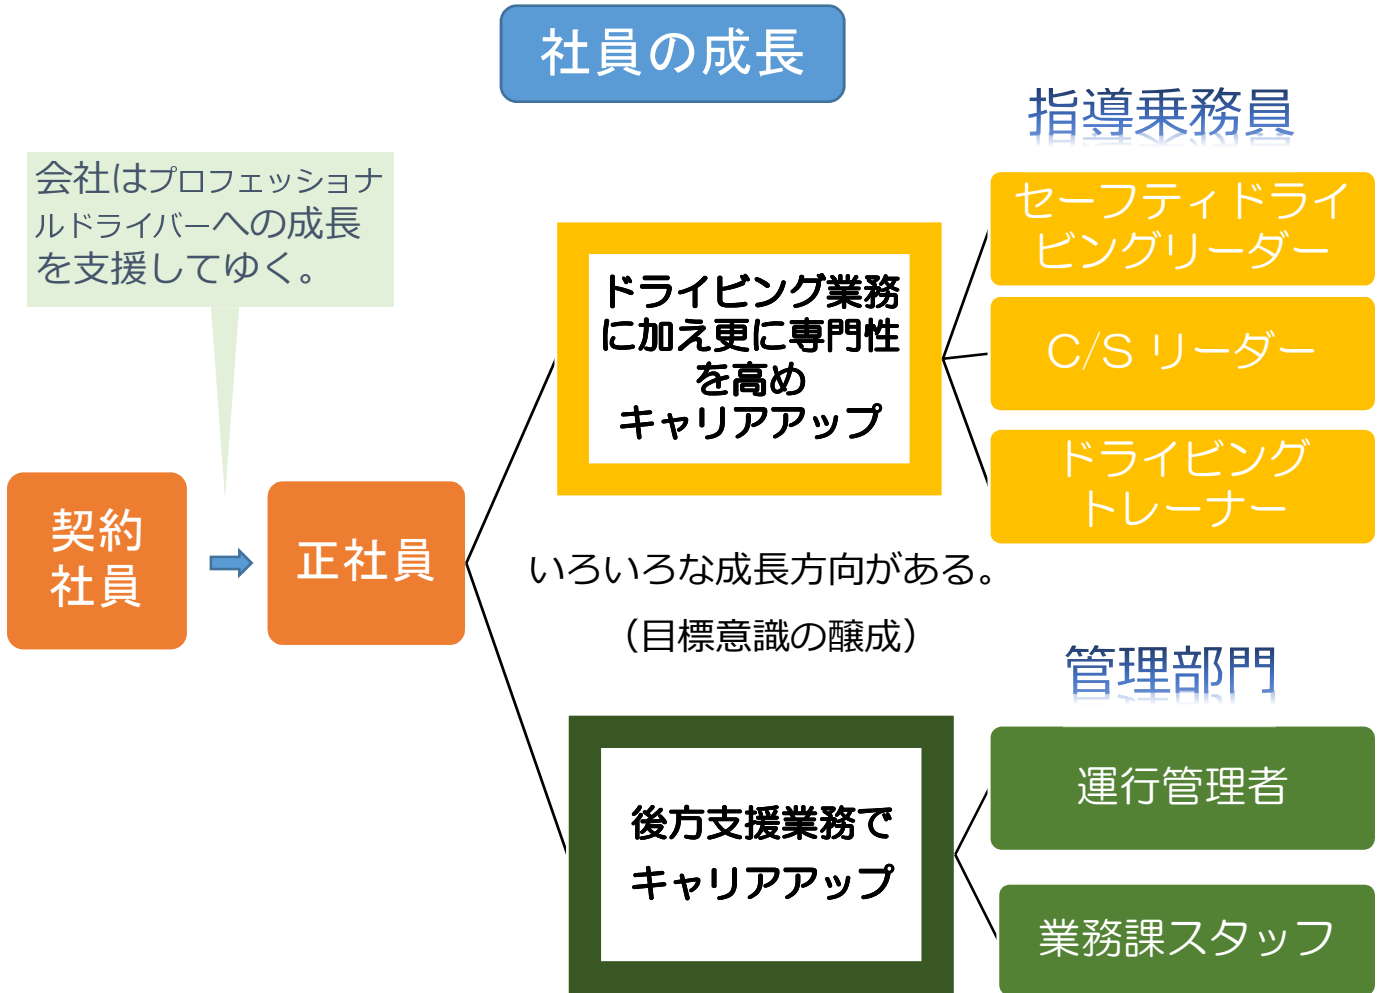 社員の成長
会社はプロフェッショナ
ルドライバーへの成長
を支援してゆく。
契約
社員
正社員
ドライビング業務
に加え更に専門性
を高め
キャリアアップ
指導乗務員
セーフティドライ
ビングリーダー
C/S リーダー
ドライビング
トレーナー
いろいろな成長方向がある。
（目標意識の醸成）
後方支援業務で
キャリアアップ
管理部門
運行管理者
業務課スタッフ